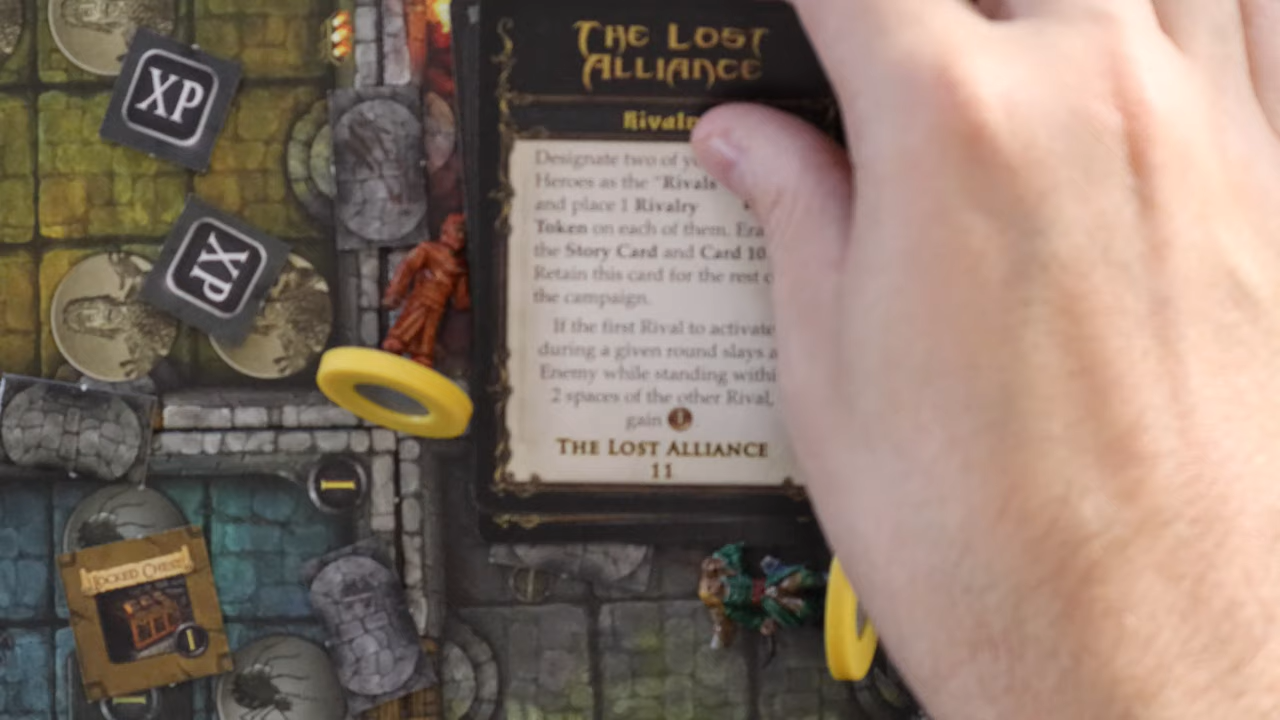 XP
XP
THE LOST
ALLIANCE
Designate two of
Heroes as the "Rivals
and place 1 Rivalry
Token on each of them.
the Story Card and Card 10
Retain this card for the rest
the campaign.
If the first Rival to activate
during a given round slays
Enemy while standing
2 spaces of the other Rival,
gain 1
THE LOST ALLIANCE
11
I
LOCKED CHEST
I
I